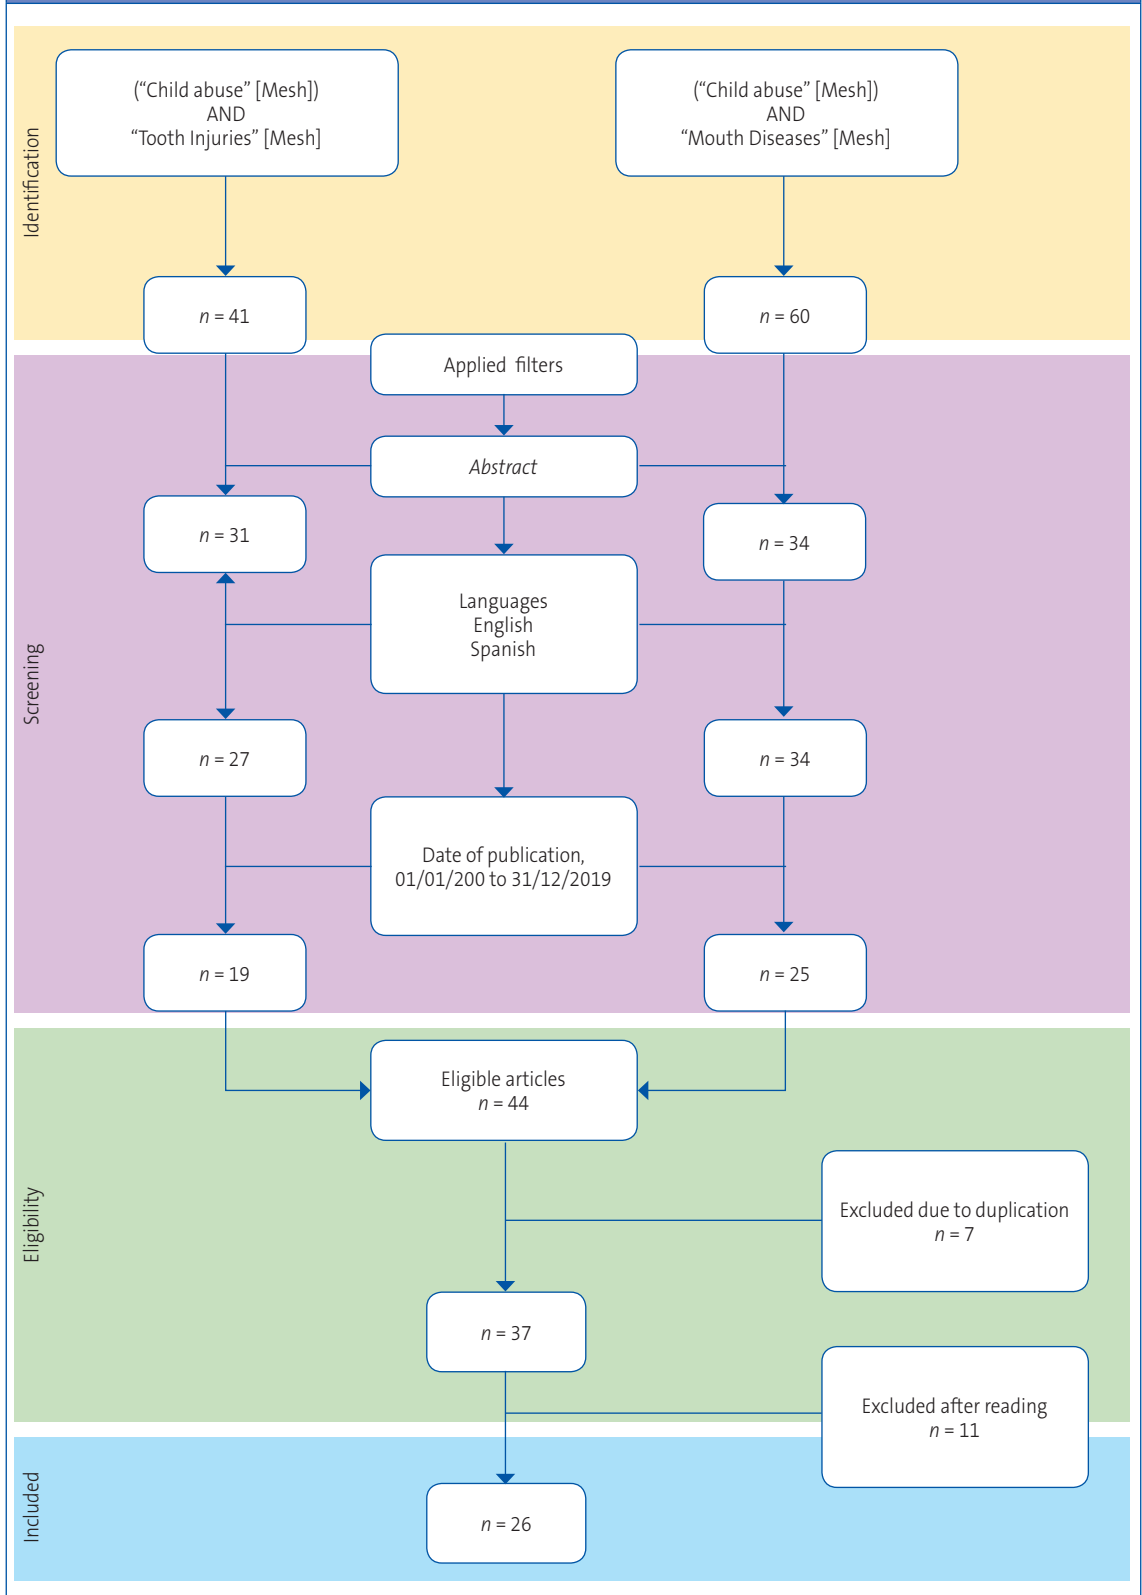 Identification
(“Child abuse” [Mesh])
AND
“Tooth Injuries” [Mesh]
(“Child abuse” [Mesh])
AND
“Mouth Diseases” [Mesh]
n = 41
n = 60
Screening
Applied filters
Abstract
n = 31
n = 34
Languages
English
Spanish
n = 27
n = 34
Date of publication,
01/01/200 to 31/12/2019
n = 19
n = 25
Eligibility
Eligible articles
n = 44
Excluded due to duplication
n = 7
n = 37
Excluded after reading
n = 11
Included
n = 26